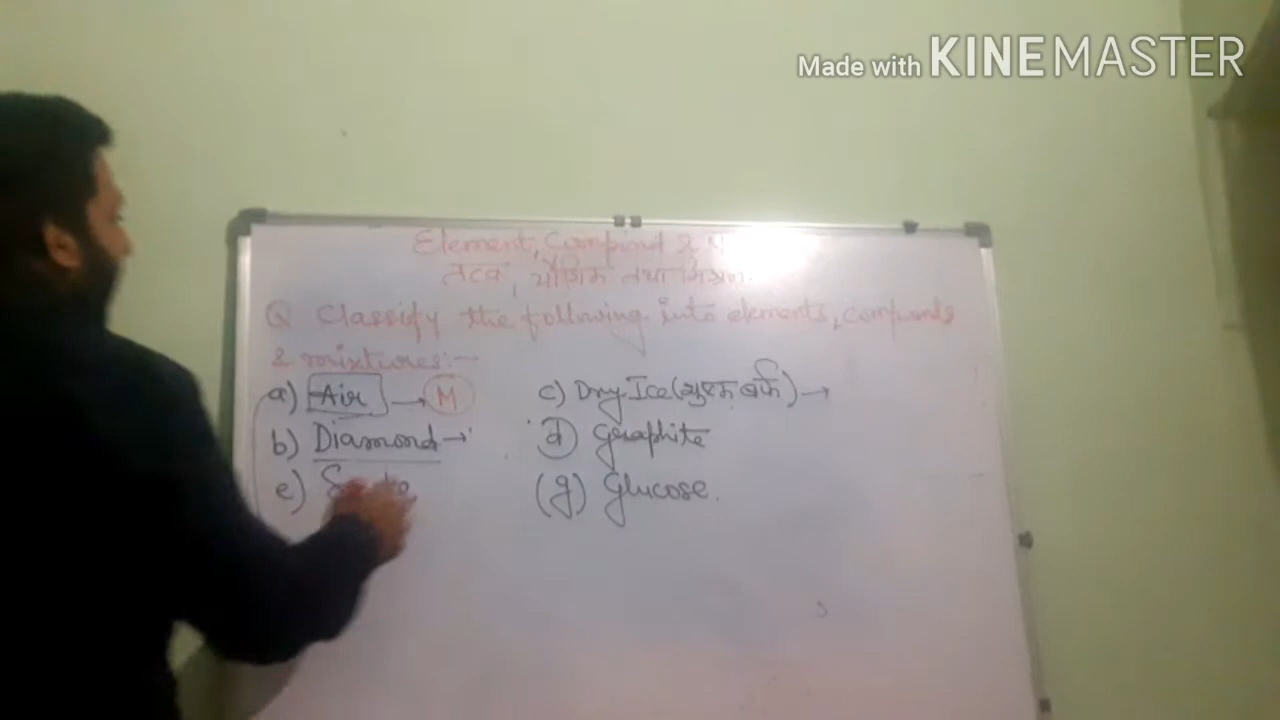 Made with KINEMASTER
Element, Compound &
तत्व, यौगिक तथा मिश्रण
Q Classify the following into elements, compounds
& mixtures:-
a) Air → M
c) Dry Ice (शुष्क बर्फ) →
b) Diamond →
d) Graphite
e)
(g) Glucose.